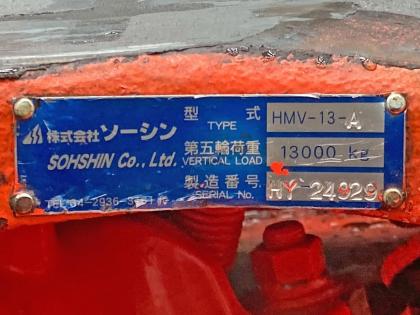 株式会社 ソーシン
SOHSHIN Co., Ltd.
型 式 HMV-13-A
TYPE
第五輪荷重 13000 kg
VERTICAL LOAD
製造番号 HY-24929
SERIAL No.